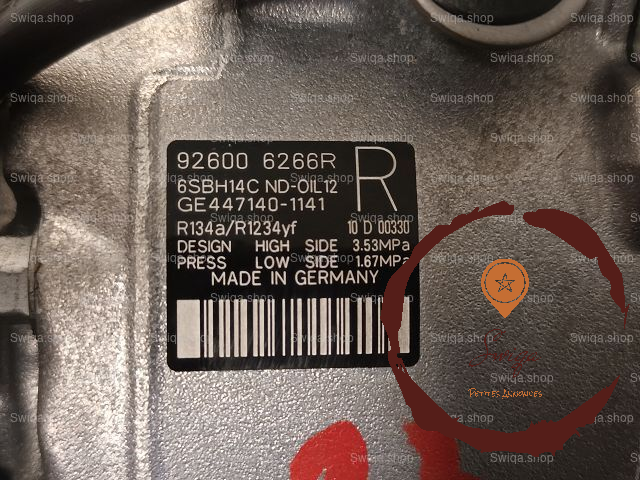 92600 6266R
R
6SBH14C ND-OIL12
GE447140-1141
R134a/R1234yf 10 D 00330
DESIGN HIGH SIDE 3.53MPa
PRESS LOW SIDE 1.67MPa
MADE IN GERMANY
Swiqa.shop
PETITES ANNONCES